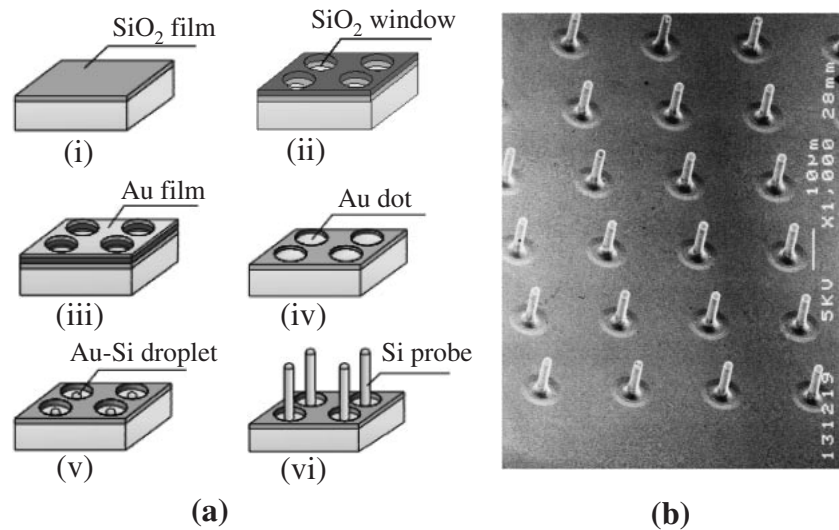 SiO₂ film
SiO₂ window
(i)
(ii)
Au film
Au dot
(iii)
(iv)
Au-Si droplet
Si probe
(v)
(vi)
(a)
131219 5KU X1,000 10μm 28mm
(b)